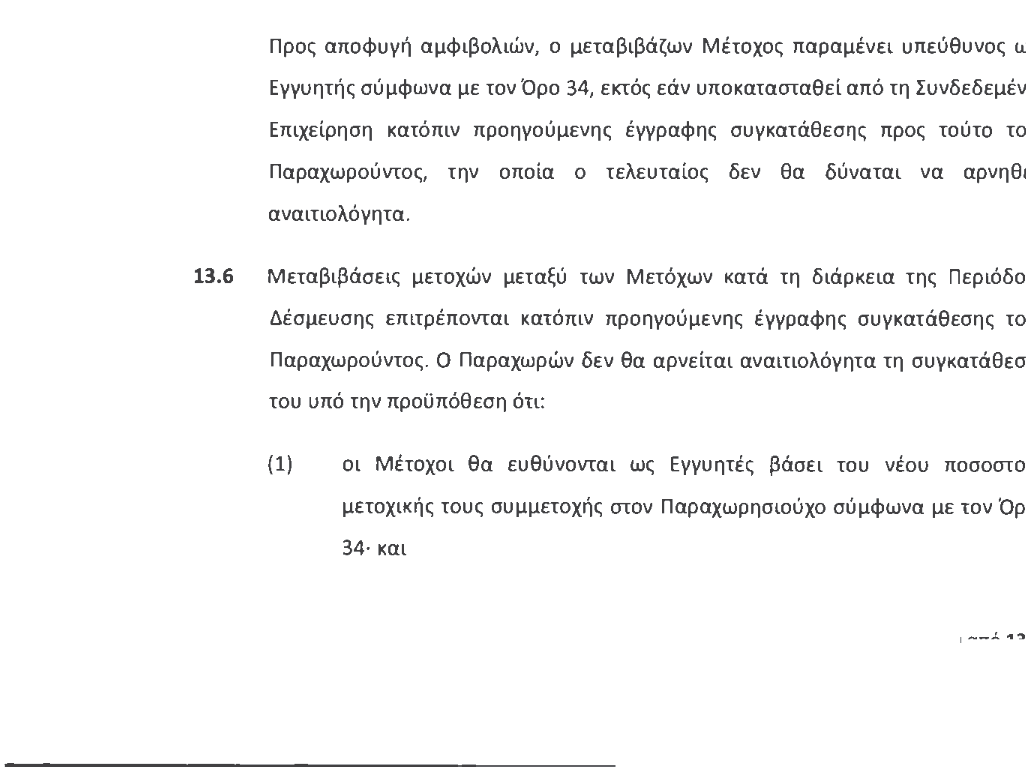 Προς αποφυγή αμφιβολιών, ο μεταβιβάζων Μέτοχος παραμένει υπεύθυνος
Εγγυητής σύμφωνα με τον Όρο 34, εκτός εάν υποκατασταθεί από τη Συνδεδεμέν
Επιχείρηση κατόπιν προηγούμενης έγγραφης συγκατάθεσης προς τούτο το
Παραχωρούντος, την οποία ο τελευταίος δεν θα δύναται να αρνηθε
αναιτιολόγητα.
13.6 Μεταβιβάσεις μετοχών μεταξύ των Μετόχων κατά τη διάρκεια της Περιόδο
Δέσμευσης επιτρέπονται κατόπιν προηγούμενης έγγραφης συγκατάθεσης το
Παραχωρούντος. Ο Παραχωρών δεν θα αρνείται αναιτιολόγητα τη συγκατάθεσ
του υπό την προϋπόθεση ότι:
(1) οι Μέτοχοι θα ευθύνονται ως Εγγυητές βάσει του νέου ποσοστο
μετοχικής τους συμμετοχής στον Παραχωρησιούχο σύμφωνα με τον Όρ
34· και